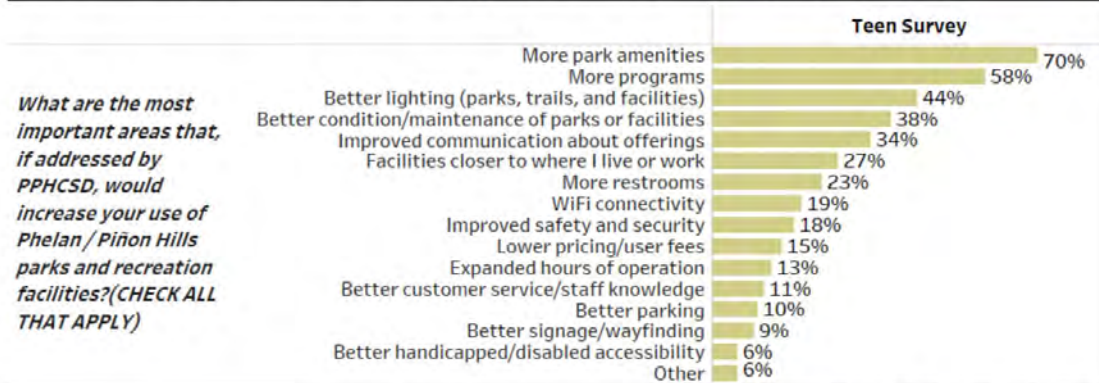 Teen Survey
What are the most
important areas that,
if addressed by
PPHCSD, would
increase your use of
Phelan / Piñon Hills
parks and recreation
facilities?(CHECK ALL
THAT APPLY)
More park amenities 70%
More programs 58%
Better lighting (parks, trails, and facilities) 44%
Better condition/maintenance of parks or facilities 38%
Improved communication about offerings 34%
Facilities closer to where I live or work 27%
More restrooms 23%
WiFi connectivity 19%
Improved safety and security 18%
Lower pricing/user fees 15%
Expanded hours of operation 13%
Better customer service/staff knowledge 11%
Better parking 10%
Better signage/wayfinding 9%
Better handicapped/disabled accessibility 6%
Other 6%